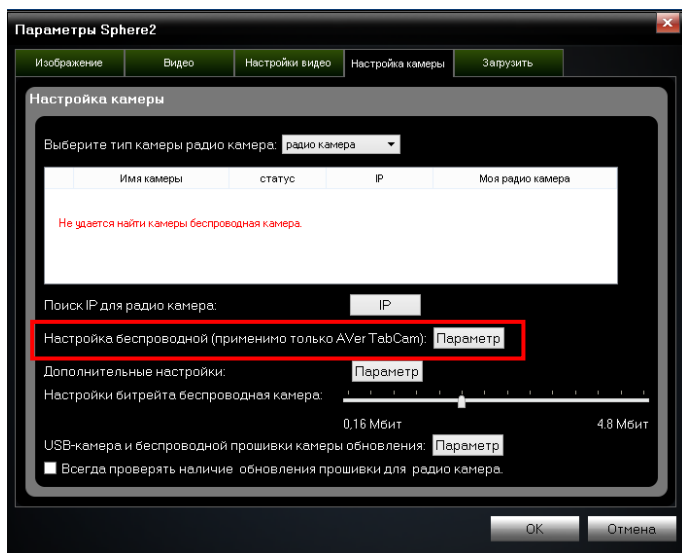 Параметры Sphere2
Изображение Видео Настройки видео Настройка камеры Загрузить
Настройка камеры
Выберите тип камеры радио камера: радио камера
Имя камеры статус IP Моя радио камера
Не удается найти камеры беспроводная камера.
Поиск IP для радио камера: IP
Настройка беспроводной (применимо только AVer TabCam): Параметр
Дополнительные настройки: Параметр
Настройки битрейта беспроводная камера:
0,16 Мбит 4.8 Мбит
USB-камера и беспроводной прошивки камеры обновления: Параметр
Всегда проверять наличие обновления прошивки для радио камера.
OK Отмена